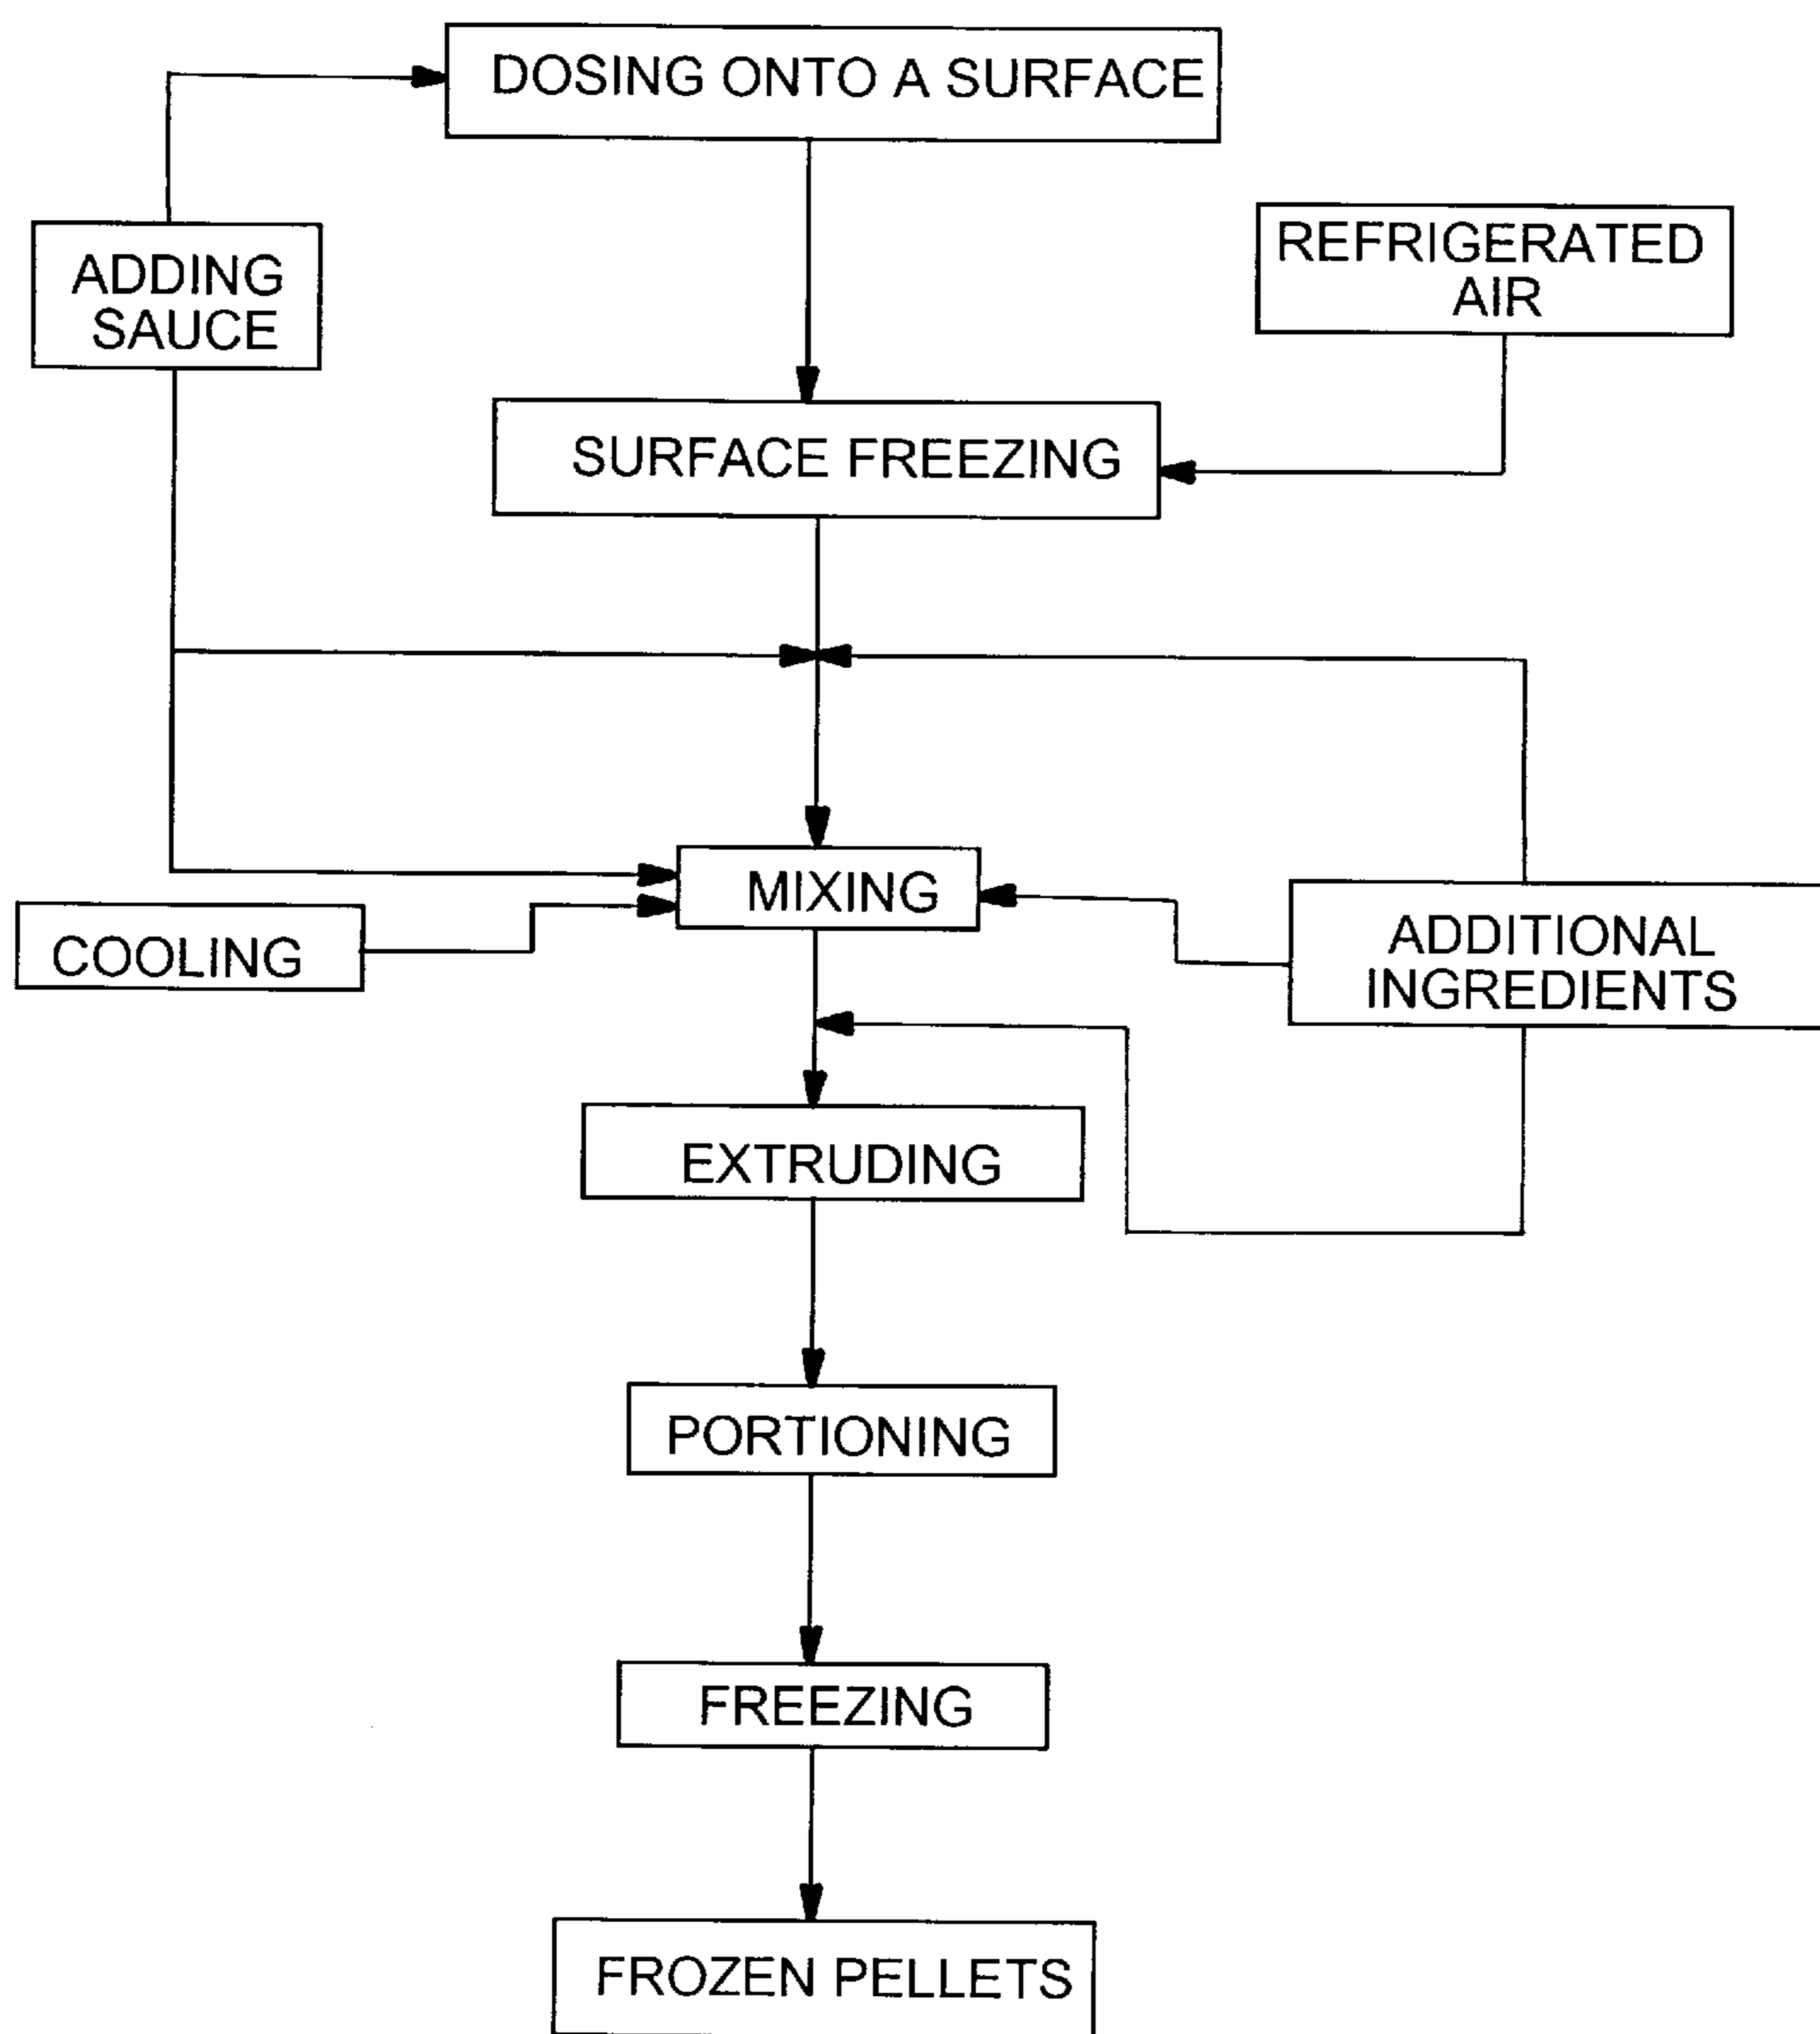 DOSING ONTO A SURFACE
ADDING
SAUCE
REFRIGERATED
AIR
SURFACE FREEZING
MIXING
COOLING
ADDITIONAL
INGREDIENTS
EXTRUDING
PORTIONING
FREEZING
FROZEN PELLETS